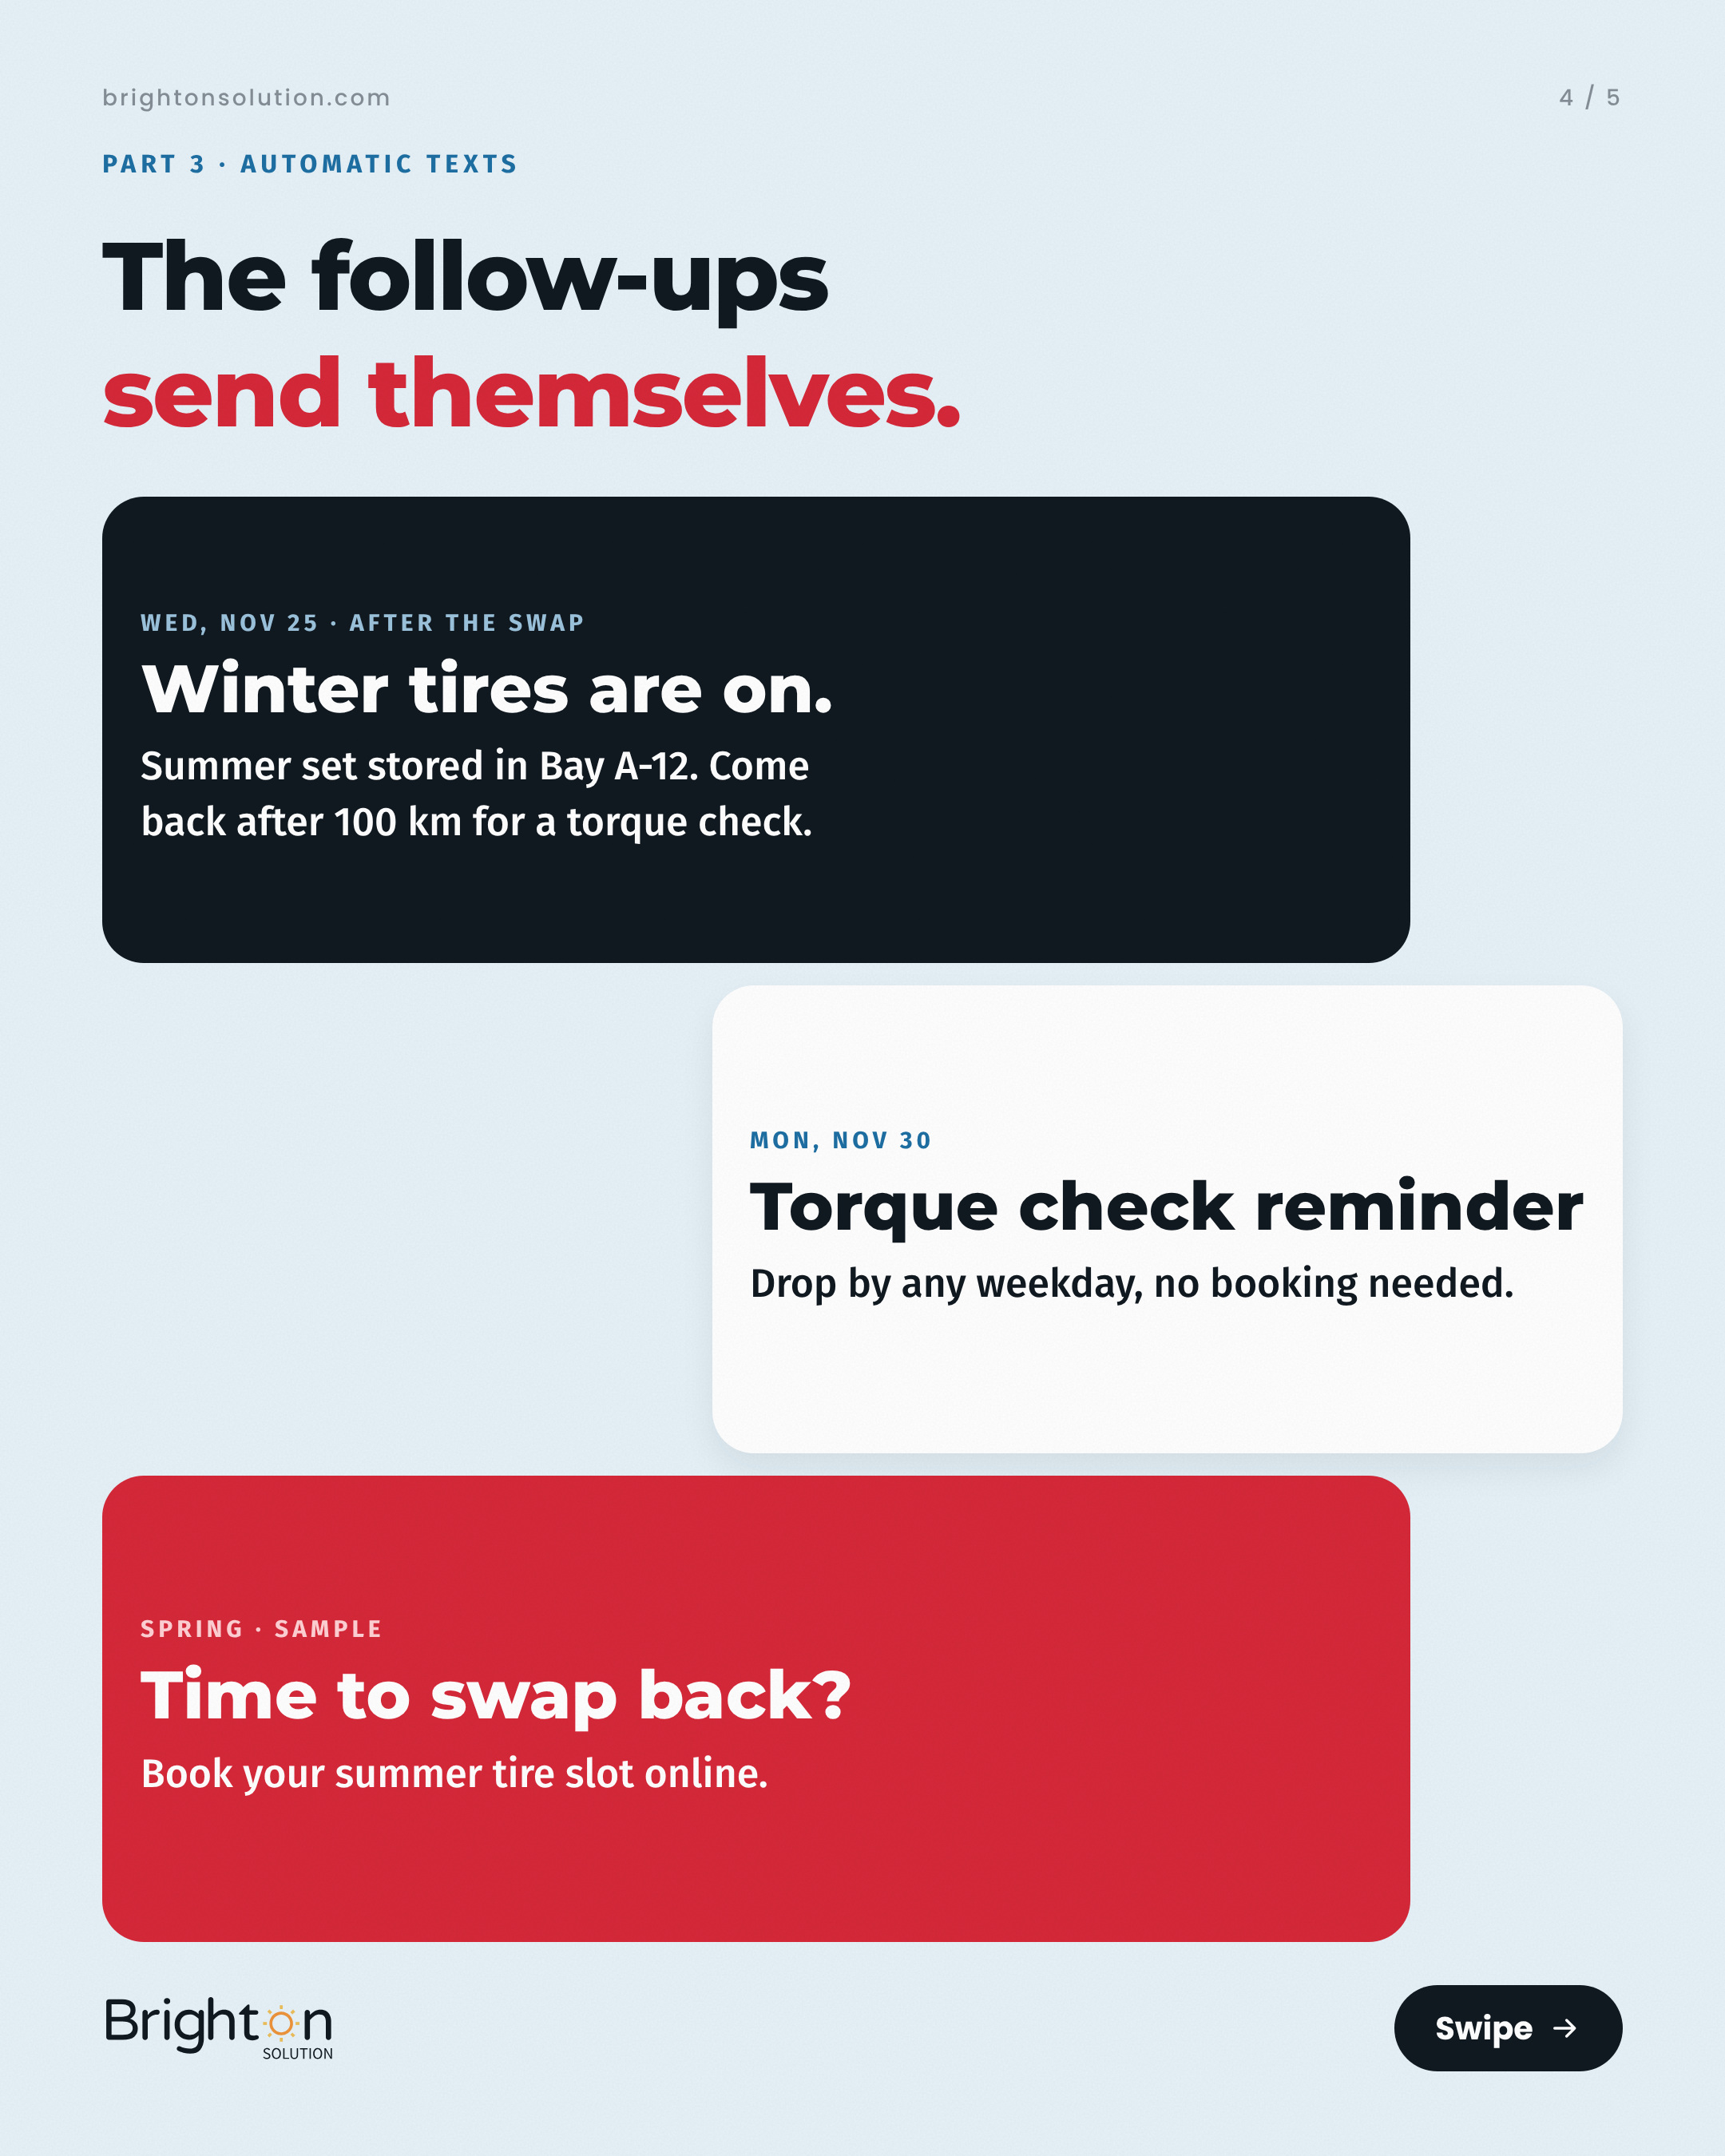 brightonsolution.com
4 / 5
PART 3 · AUTOMATIC TEXTS
The follow-ups
send themselves.
WED, NOV 25 · AFTER THE SWAP
Winter tires are on.
Summer set stored in Bay A-12. Come
back after 100 km for a torque check.
MON, NOV 30
Torque check reminder
Drop by any weekday, no booking needed.
SPRING · SAMPLE
Time to swap back?
Book your summer tire slot online.
Brighton
SOLUTION
Swipe →